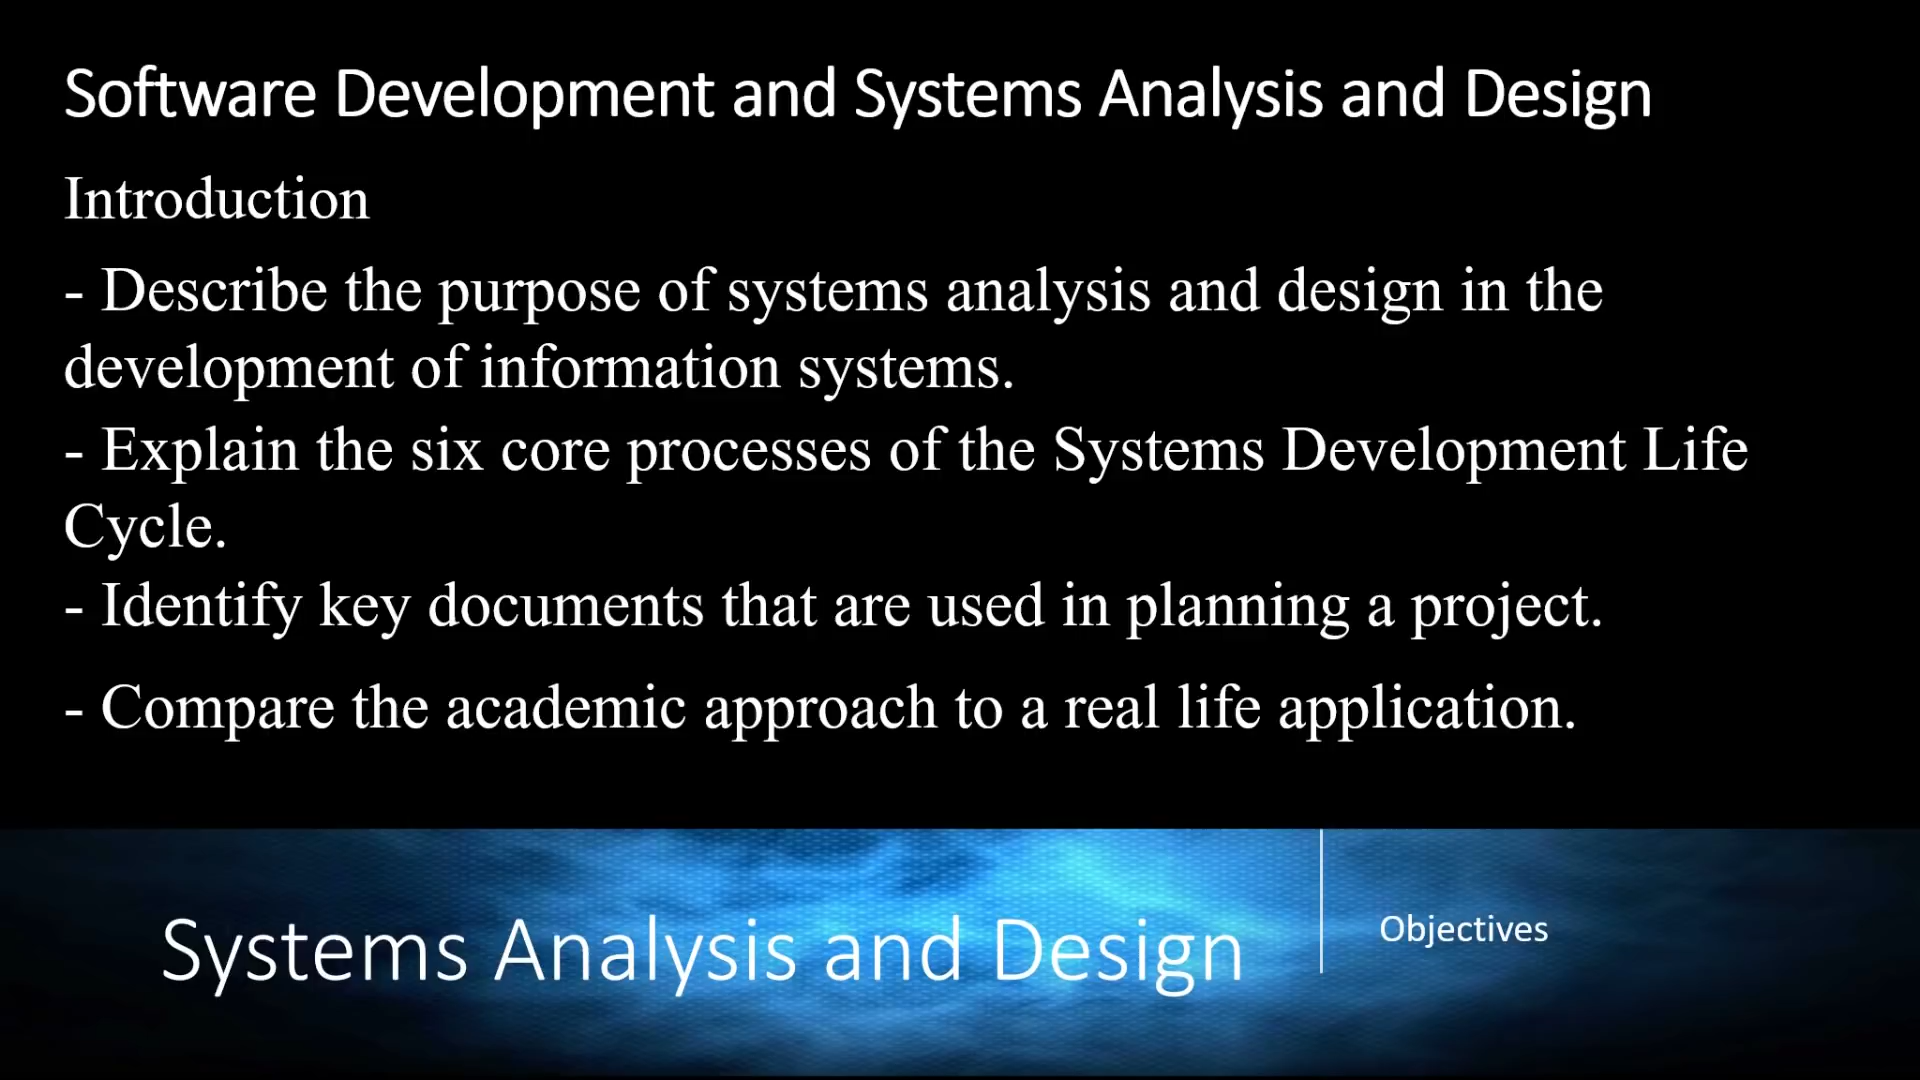 Software Development and Systems Analysis and Design
Introduction
- Describe the purpose of systems analysis and design in the
development of information systems.
- Explain the six core processes of the Systems Development Life
Cycle.
- Identify key documents that are used in planning a project.
- Compare the academic approach to a real life application.
Systems Analysis and Design
Objectives